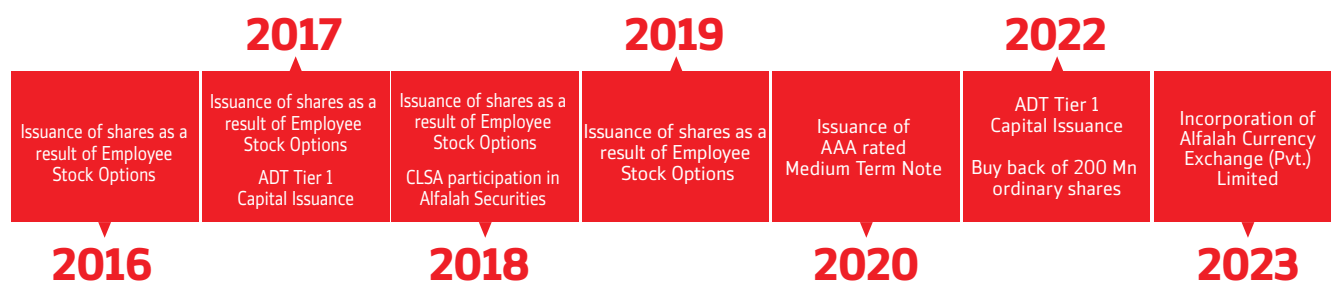 2017
2019
2022
Issuance of shares as a
result of Employee
Stock Options
Issuance of shares as a
result of Employee
Stock Options
ADT Tier 1
Capital Issuance
Issuance of shares as a
result of Employee
Stock Options
CLSA participation in
Alfalah Securities
Issuance of shares as a
result of Employee
Stock Options
Issuance of
AAA rated
Medium Term Note
ADT Tier 1
Capital Issuance
Buy back of 200 Mn
ordinary shares
Incorporation of
Alfalah Currency
Exchange (Pvt.)
Limited
2016
2018
2020
2023